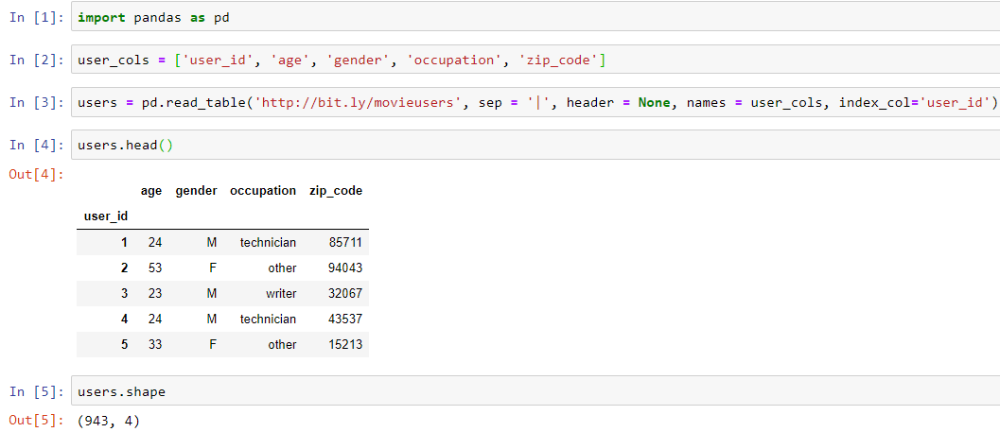 In [1]: import pandas as pd
In [2]: user_cols = ['user_id', 'age', 'gender', 'occupation', 'zip_code']
In [3]: users = pd.read_table('http://bit.ly/movieusers', sep = '|', header = None, names = user_cols, index_col='user_id')
In [4]: users.head()
Out[4]:
age gender occupation zip_code
user_id
1 24 M technician 85711
2 53 F other 94043
3 23 M writer 32067
4 24 M technician 43537
5 33 F other 15213
In [5]: users.shape
Out[5]: (943, 4)